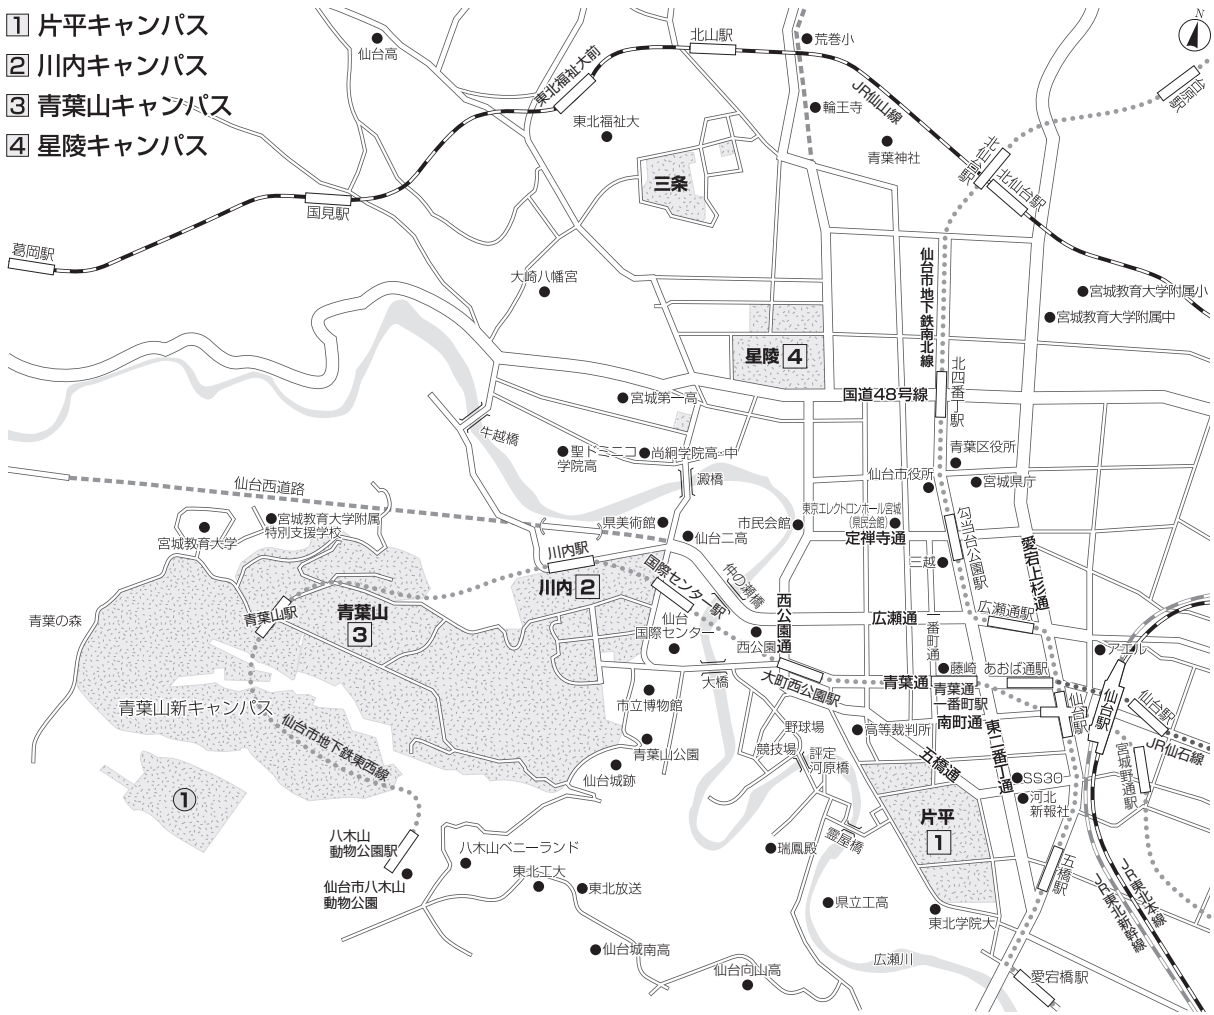 1 片平キャンパス
2 川内キャンパス
3 青葉山キャンパス
4 星陵キャンパス
N
仙台高
東北福祉大前
北山駅
荒巻小
台原駅
JR仙山線
輪王寺
東北福祉大
青葉神社
北仙台駅
北仙台駅
三条
国見駅
葛岡駅
大崎八幡宮
仙台市地下鉄南北線
宮城教育大学附属小
宮城教育大学附属中
星陵 4
国道48号線
北四番丁駅
宮城第一高
牛越橋
聖ドミニコ
学院高
尚絅学院高・中
澱橋
青葉区役所
仙台市役所
宮城県庁
仙台西道路
宮城教育大学
宮城教育大学附属
特別支援学校
県美術館
仙台二高
市民会館
東京エレクトロンホール宮城
(県民会館)
定禅寺通
勾当台公園駅
愛宕上杉通
三越
川内駅
川内 2
国際センター駅
仲の瀬橋
西公園通
広瀬通
一番町通
広瀬通駅
青葉の森
青葉山駅
青葉山
3
仙台
国際センター
西公園
大橋
大町西公園駅
青葉通
藤崎
あおば通駅
アエル
青葉通
一番町駅
南町通
仙台駅
仙台駅
仙台駅
JR仙石線
青葉山新キャンパス
仙台市地下鉄東西線
市立博物館
青葉山公園
仙台城跡
野球場
競技場
評定
河原橋
高等裁判所
五橋通
東二番丁通
宮城野通駅
SS30
河北
新報社
①
片平
1
八木山
動物公園駅
仙台市八木山
動物公園
八木山ベニーランド
東北工大
東北放送
瑞鳳殿
霊屋橋
五橋駅
県立工高
東北学院大
JR東北本線
JR東北新幹線
仙台城南高
仙台向山高
広瀬川
愛宕橋駅